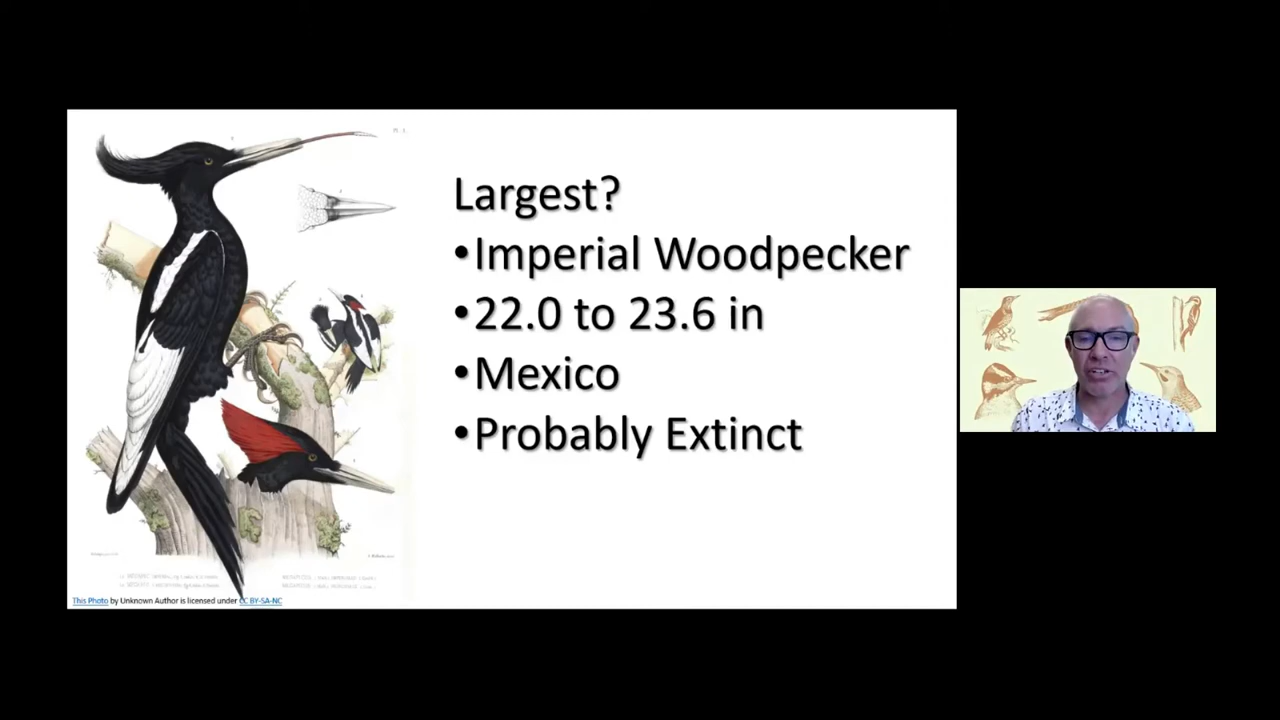 Largest?
•Imperial Woodpecker
•22.0 to 23.6 in
•Mexico
•Probably Extinct
This Photo by Unknown Author is licensed under CC BY-SA-NC